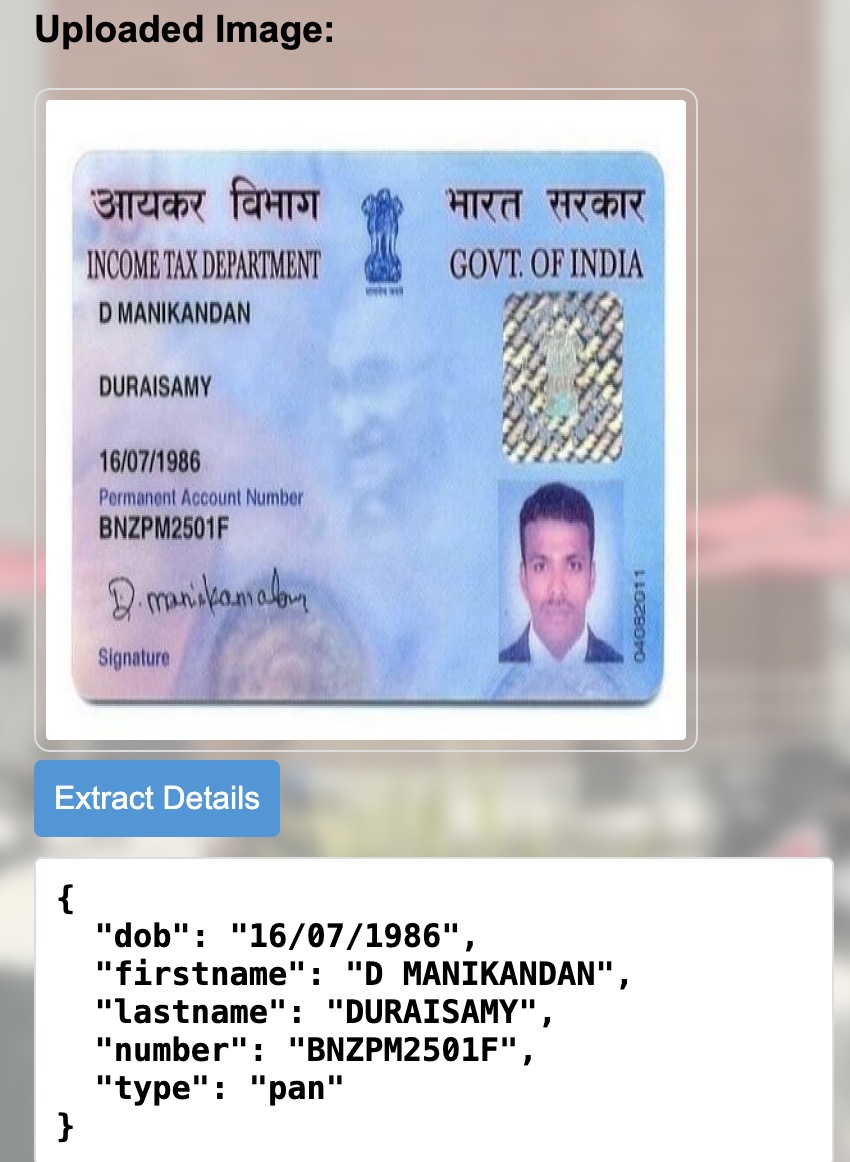 Uploaded Image:
आयकर विभाग
भारत सरकार
INCOME TAX DEPARTMENT
GOVT. OF INDIA
D MANIKANDAN
DURAISAMY
16/07/1986
Permanent Account Number
BNZPM2501F
D. manikandan
Signature
04082011
Extract Details
{
"dob": "16/07/1986",
"firstname": "D MANIKANDAN",
"lastname": "DURAISAMY",
"number": "BNZPM2501F",
"type": "pan"
}